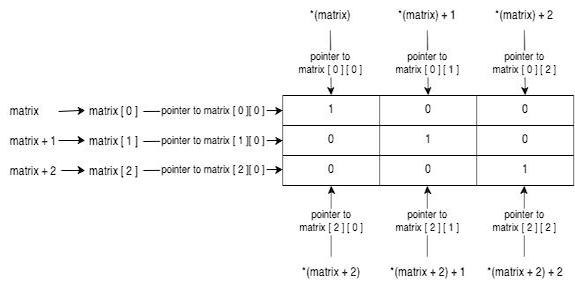 *(matrix) *(matrix) + 1 *(matrix) + 2
pointer to pointer to pointer to
matrix [ 0 ] [ 0 ] matrix [ 0 ] [ 1 ] matrix [ 0 ] [ 2 ]
matrix matrix [ 0 ] pointer to matrix [ 0 ][ 0 ] 1 0 0
matrix + 1 matrix [ 1 ] pointer to matrix [ 1 ][ 0 ] 0 1 0
matrix + 2 matrix [ 2 ] pointer to matrix [ 2 ][ 0 ] 0 0 1
pointer to pointer to pointer to
matrix [ 2 ] [ 0 ] matrix [ 2 ] [ 1 ] matrix [ 2 ] [ 2 ]
*(matrix + 2) *(matrix + 2) + 1 *(matrix + 2) + 2